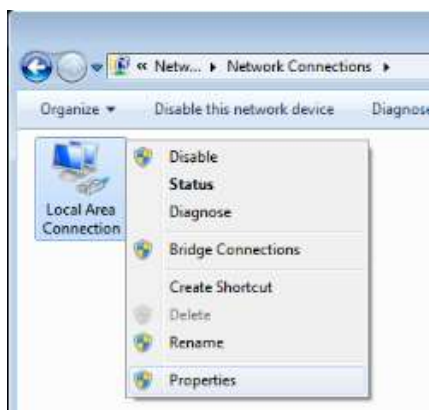 « Netw... ▸ Network Connections ▸
Organize ▾ Disable this network device Diagnose
Local Area
Connection
Disable
Status
Diagnose
Bridge Connections
Create Shortcut
Delete
Rename
Properties